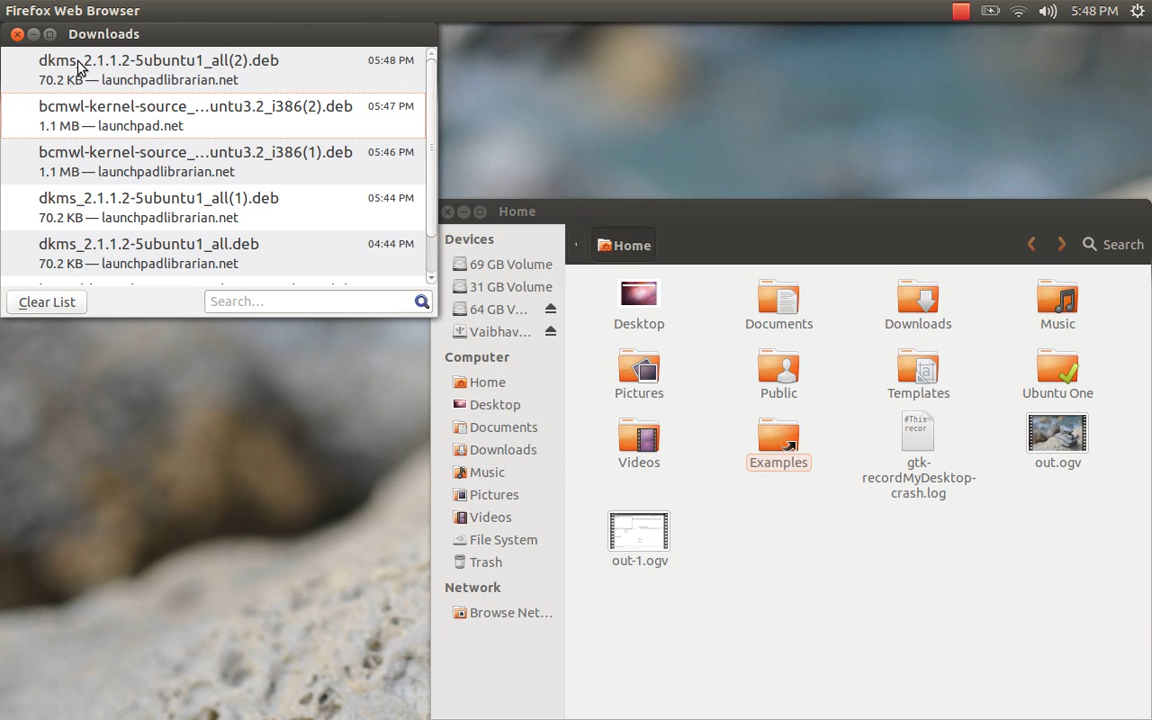 Firefox Web Browser
5:48 PM
Downloads
dkms_2.1.1.2-5ubuntu1_all(2).deb
05:48 PM
70.2 KB — launchpadlibrarian.net
bcmwl-kernel-source_...untu3.2_i386(2).deb
05:47 PM
1.1 MB — launchpad.net
bcmwl-kernel-source_...untu3.2_i386(1).deb
05:46 PM
1.1 MB — launchpadlibrarian.net
dkms_2.1.1.2-5ubuntu1_all(1).deb
05:44 PM
70.2 KB — launchpadlibrarian.net
dkms_2.1.1.2-5ubuntu1_all.deb
04:44 PM
70.2 KB — launchpadlibrarian.net
Clear List
Search...
Home
Devices
69 GB Volume
31 GB Volume
64 GB V...
Vaibhav...
Computer
Home
Desktop
Documents
Downloads
Music
Pictures
Videos
File System
Trash
Network
Browse Net...
Home
Search
Desktop
Documents
Downloads
Music
Pictures
Public
Templates
Ubuntu One
Videos
Examples
#This
recor
gtk-
recordMyDesktop-
crash.log
out.ogv
out-1.ogv